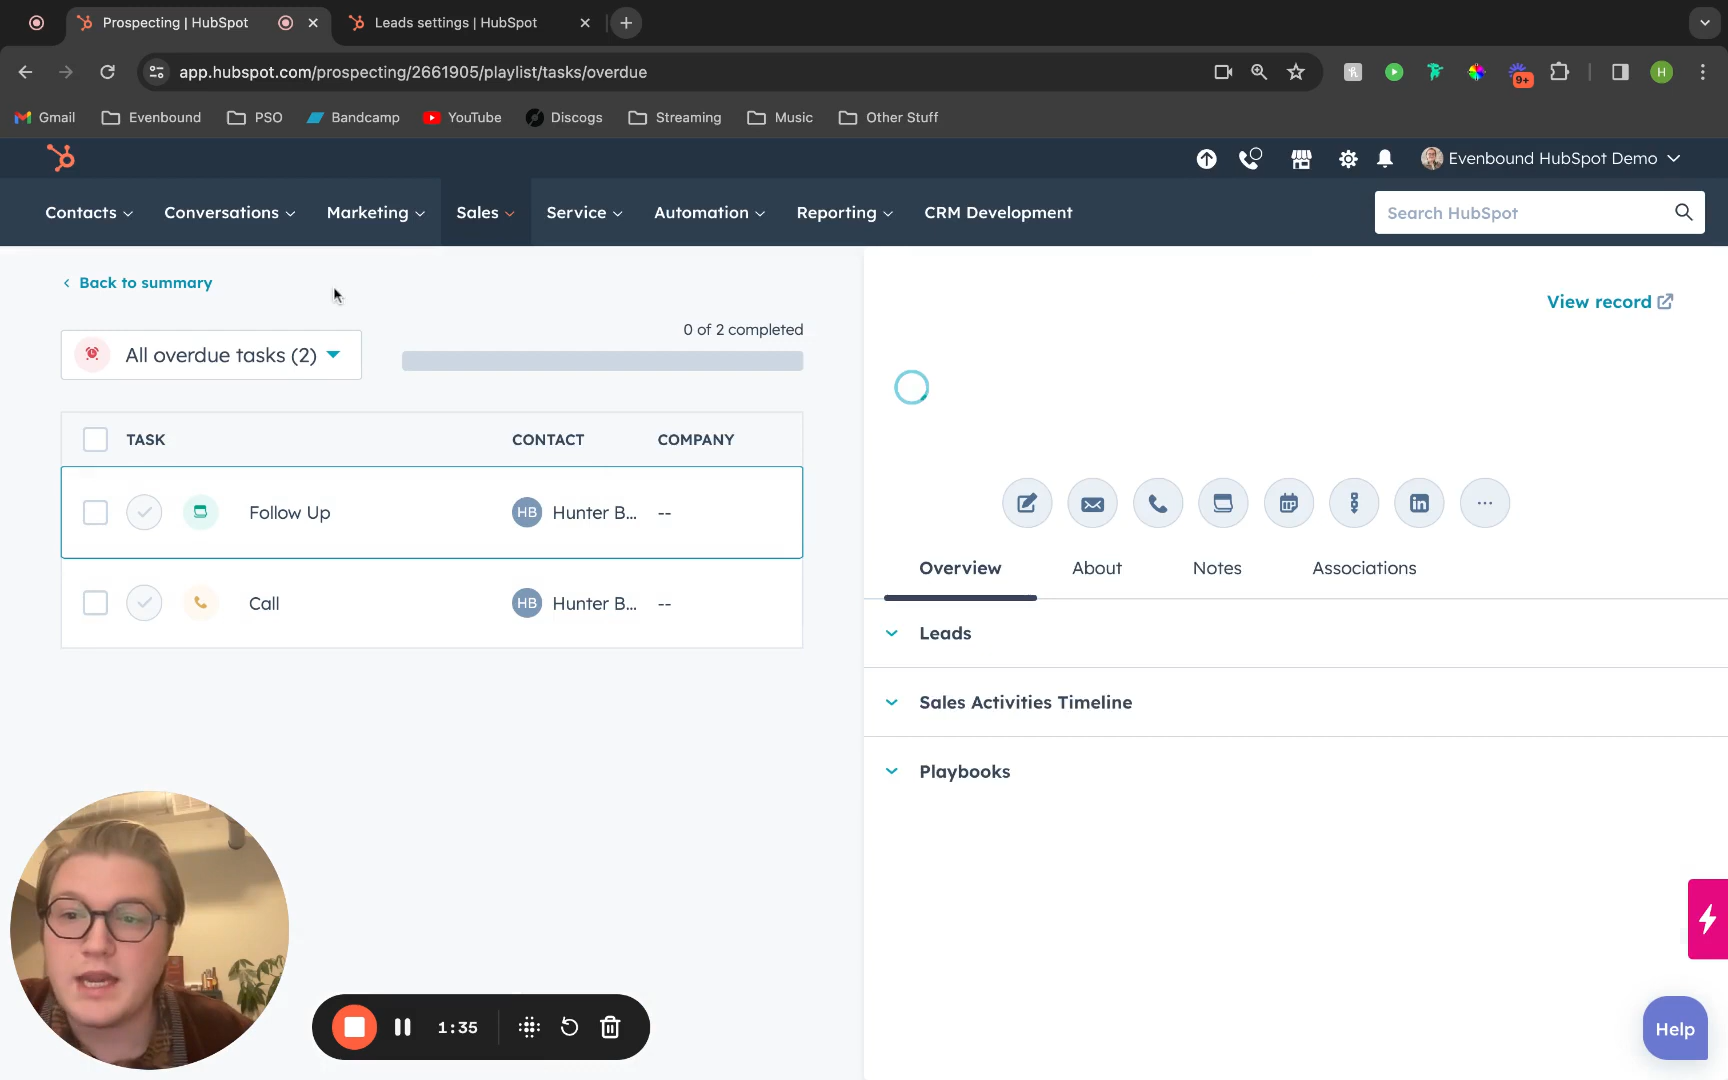 Prospecting | HubSpot
Leads settings | HubSpot
app.hubspot.com/prospecting/2661905/playlist/tasks/overdue
9+
H
Gmail
Evenbound
PSO
Bandcamp
YouTube
Discogs
Streaming
Music
Other Stuff
Evenbound HubSpot Demo
Contacts
Conversations
Marketing
Sales
Service
Automation
Reporting
CRM Development
Search HubSpot
Back to summary
All overdue tasks (2)
0 of 2 completed
TASK
CONTACT
COMPANY
Follow Up
HB
Hunter B...
--
Call
HB
Hunter B...
--
View record
Overview
About
Notes
Associations
Leads
Sales Activities Timeline
Playbooks
1:35
Help